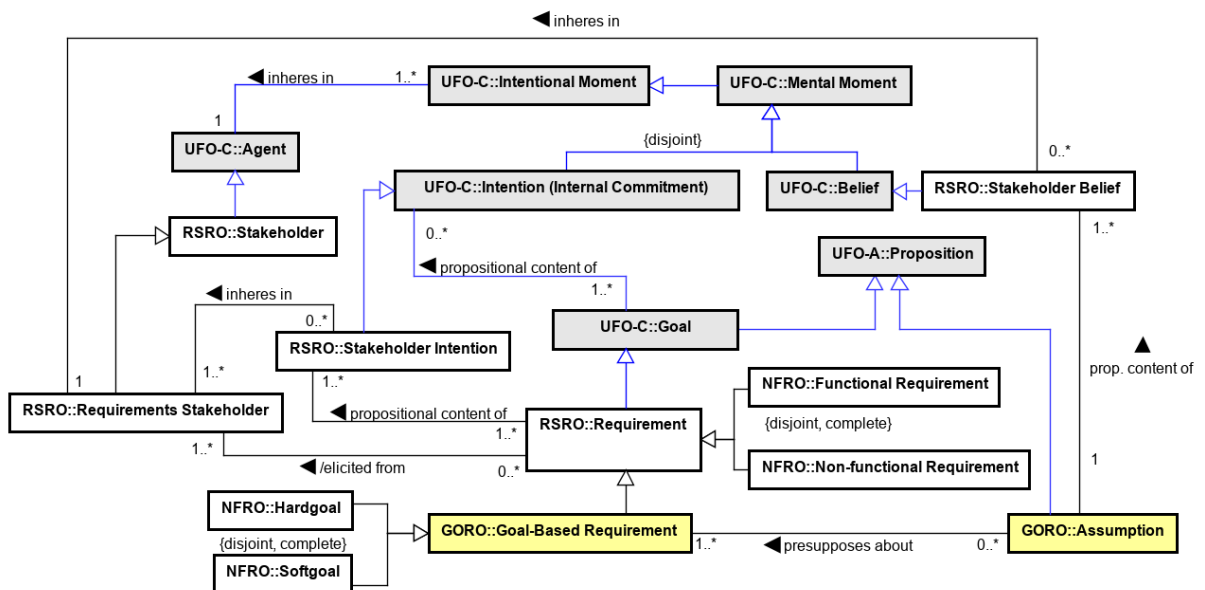 ◀ inheres in
◀ inheres in
1..*
UFO-C::Intentional Moment
UFO-C::Mental Moment
1
{disjoint}
UFO-C::Agent
0..*
UFO-C::Intention (Internal Commitment)
UFO-C::Belief
RSRO::Stakeholder Belief
RSRO::Stakeholder
0..*
1..*
UFO-A::Proposition
◀ propositional content of
1..*
◀ inheres in
0..*
UFO-C::Goal
RSRO::Stakeholder Intention
▲
prop. content of
1
1..*
1..*
NFRO::Functional Requirement
RSRO::Requirements Stakeholder
◀ propositional content of
1..*
RSRO::Requirement
{disjoint, complete}
1..*
◀ /elicited from
0..*
NFRO::Non-functional Requirement
1
NFRO::Hardgoal
GORO::Goal-Based Requirement
GORO::Assumption
{disjoint, complete}
1..*
◀ presupposes about
0..*
NFRO::Softgoal